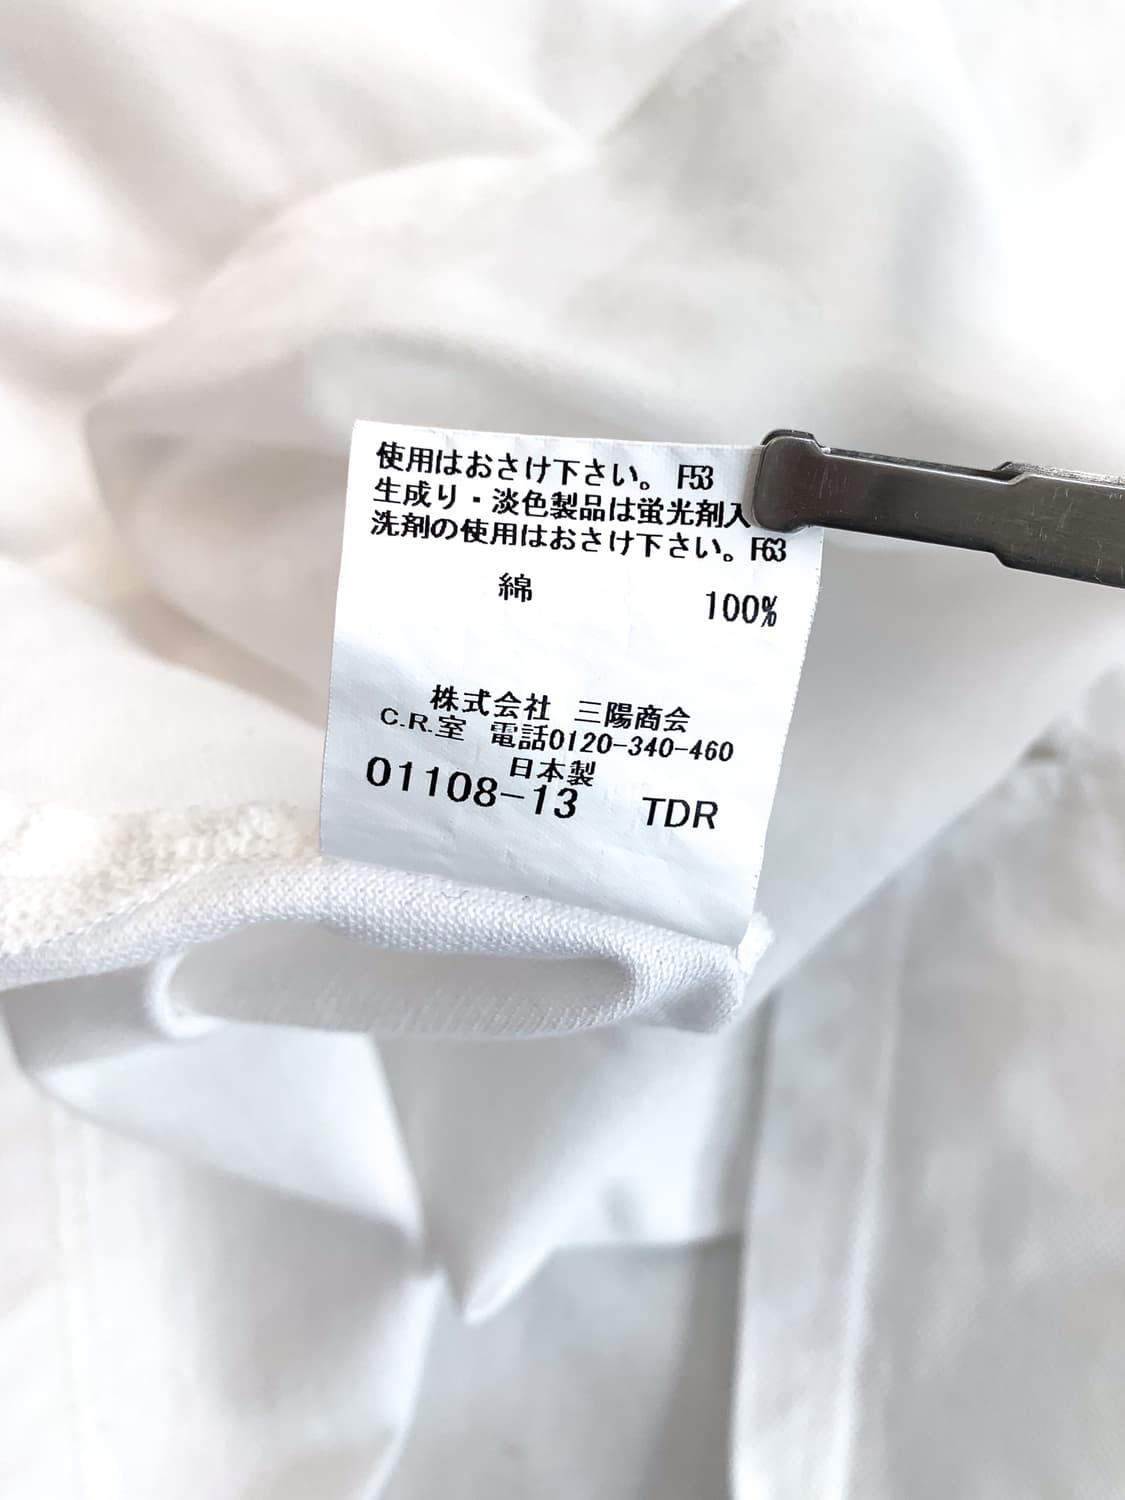 使用はおさけ下さい。 F53
生成り・淡色製品は蛍光剤入
洗剤の使用はおさけ下さい。F63
綿 100%
株式会社 三陽商会
C.R.室 電話0120-340-460
日本製
01108-13 TDR